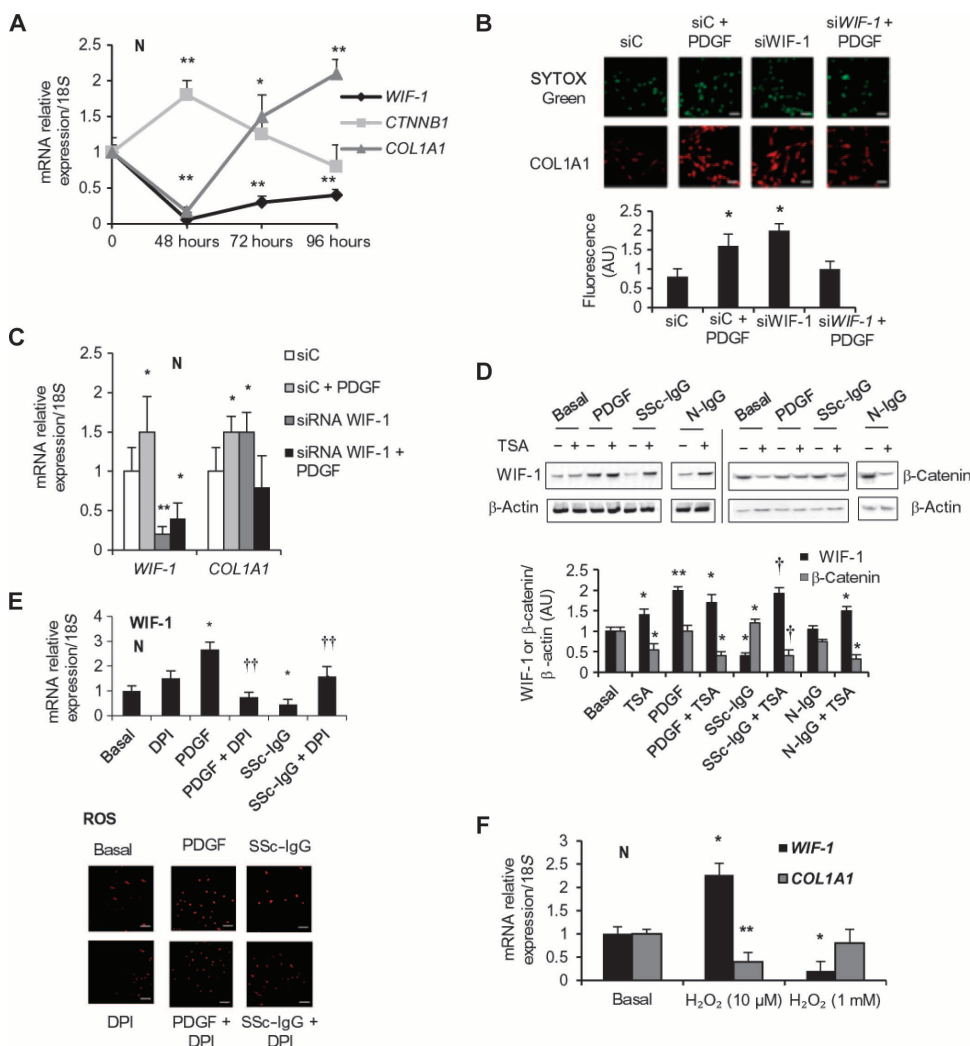 A
N
mRNA relative
expression/18S
2.5
2
1.5
1
0.5
0
**
*
**
**
**
**
WIF-1
CTNNB1
COL1A1
0
48 hours
72 hours
96 hours
B
siC
siC +
PDGF
siWIF-1
siWIF-1 +
PDGF
SYTOX
Green
COL1A1
Fluorescence
(AU)
2.5
2
1.5
1
0.5
*
*
siC
siC +
PDGF
siWIF-1
siWIF-1 +
PDGF
C
N
mRNA relative
expression/18S
2.5
2
1.5
1
0.5
0
*
**
*
*
*
siC
siC + PDGF
siRNA WIF-1
siRNA WIF-1 +
PDGF
WIF-1
COL1A1
D
Basal PDGF SSc-IgG N-IgG Basal PDGF SSc-IgG N-IgG
TSA – + – + – + – + – + – + – + – +
WIF-1
β-Catenin
β-Actin
β-Actin
WIF-1 or β-catenin/
β-actin (AU)
2.5
2
1.5
1
0.5
0
WIF-1
β-Catenin
*
*
**
*
*
*
*
†
†
*
*
Basal
TSA
PDGF
PDGF + TSA
SSc-IgG
SSc-IgG + TSA
N-IgG
N-IgG + TSA
E
WIF-1
N
mRNA relative
expression/18S
4
3
2
1
0
*
††
*
††
Basal
DPI
PDGF
PDGF + DPI
SSc-IgG
SSc-IgG + DPI
ROS
Basal
PDGF
SSc-IgG
DPI
PDGF +
DPI
SSc-IgG +
DPI
F
N
mRNA relative
expression/18S
3
2.5
2
1.5
1
0.5
0
*
**
*
WIF-1
COL1A1
Basal
H₂O₂ (10 µM)
H₂O₂ (1 mM)